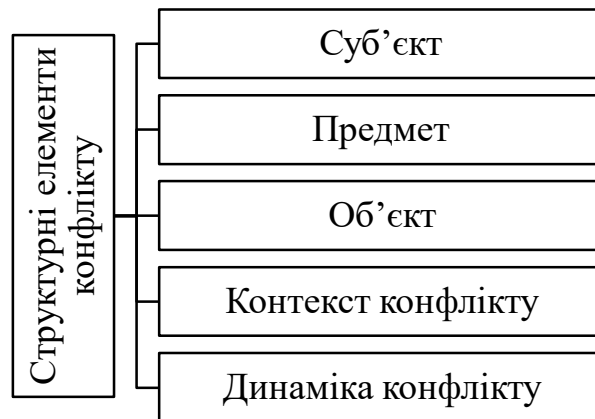 Структурні елементи
конфлікту
Суб’єкт
Предмет
Об’єкт
Контекст конфлікту
Динаміка конфлікту